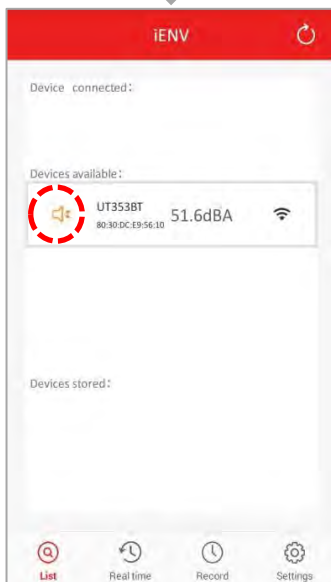 iENV
Device connected:
Devices available:
UT353BT
80:30:DC:E9:56:10
51.6dBA
Devices stored:
List
Real time
Record
Settings